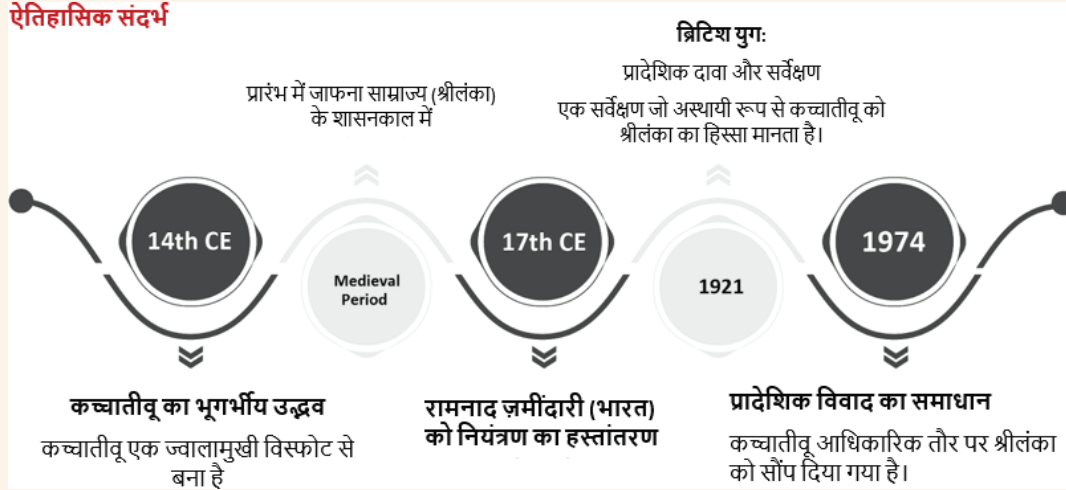 ऐतिहासिक संदर्भ
14th CE
कच्चातीवू का भूगर्भीय उद्भव
कच्चातीवू एक ज्वालामुखी विस्फोट से
बना है
प्रारंभ में जाफना साम्राज्य (श्रीलंका)
के शासनकाल में
Medieval
Period
17th CE
रामनाद ज़मींदारी (भारत)
को नियंत्रण का हस्तांतरण
ब्रिटिश युग:
प्रादेशिक दावा और सर्वेक्षण
एक सर्वेक्षण जो अस्थायी रूप से कच्चातीवू को
श्रीलंका का हिस्सा मानता है।
1921
1974
प्रादेशिक विवाद का समाधान
कच्चातीवू आधिकारिक तौर पर श्रीलंका
को सौंप दिया गया है।